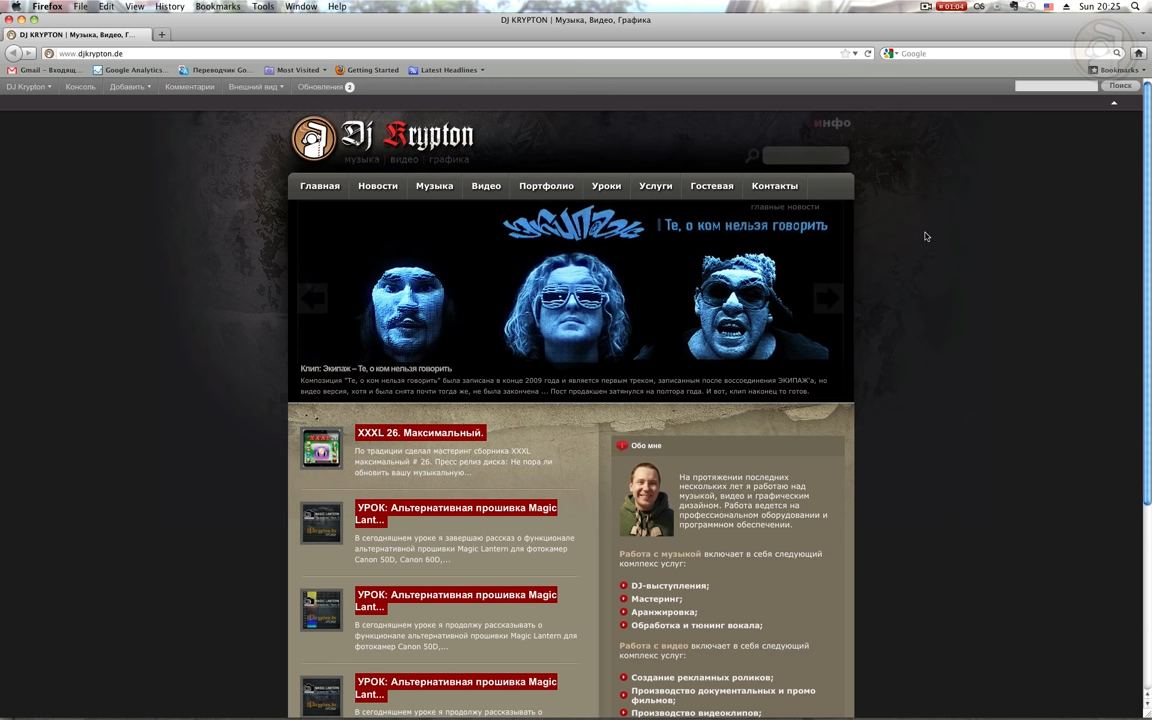 Firefox File Edit View History Bookmarks Tools Window Help
01:04 6 Sun 20:25
DJ KRYPTON | Музыка, Видео, Графика
DJ KRYPTON | Музыка, Видео, Г...
www.djkrypton.de
Google
Gmail – Входящ... Google Analytics... Переводчик Go... Most Visited Getting Started Latest Headlines Bookmarks
DJ Krypton Консоль Добавить Комментарии Внешний вид Обновления 2 Поиск
Dj Krypton
музыка | видео | графика
инфо
Главная Новости Музыка Видео Портфолио Уроки Услуги Гостевая Контакты
главные новости
ЭКИПАЖ Те, о ком нельзя говорить
Клип: Экипаж – Те, о ком нельзя говорить
Композиция "Те, о ком нельзя говорить" была записана в конце 2009 года и является первым треком, записанным после воссоединения ЭКИПАЖ'а, но
видео версия, хотя и была снята почти тогда же, не была закончена ... Пост продакшен затянулся на полтора года. И вот, клип наконец то готов.
XXXL 26. Максимальный.
По традиции сделал мастеринг сборника XXXL
максимальный # 26. Пресс релиз диска: Не пора ли
обновить вашу музыкальную...
УРОК: Альтернативная прошивка Magic
Lant...
В сегодняшнем уроке я завершаю рассказ о функционале
альтернативной прошивки Magic Lantern для фотокамер
Canon 50D, Canon 60D,...
УРОК: Альтернативная прошивка Magic
Lant...
В сегодняшнем уроке я продолжу рассказывать о
функционале альтернативной прошивки Magic Lantern для
фотокамер Canon 50D,...
УРОК: Альтернативная прошивка Magic
Lant...
В сегодняшнем уроке я продолжу рассказывать о
Обо мне
На протяжении последних
нескольких лет я работаю над
музыкой, видео и графическим
дизайном. Работа ведется на
профессиональном оборудовании и
программном обеспечении.
Работа с музыкой включает в себя следующий
комлпекс услуг:
DJ-выступления;
Мастеринг;
Аранжировка;
Обработка и тюнинг вокала;
Работа с видео включает в себя следующий
комплекс услуг:
Создание рекламных роликов;
Производство документальных и промо
фильмов;
Производство видеоклипов;